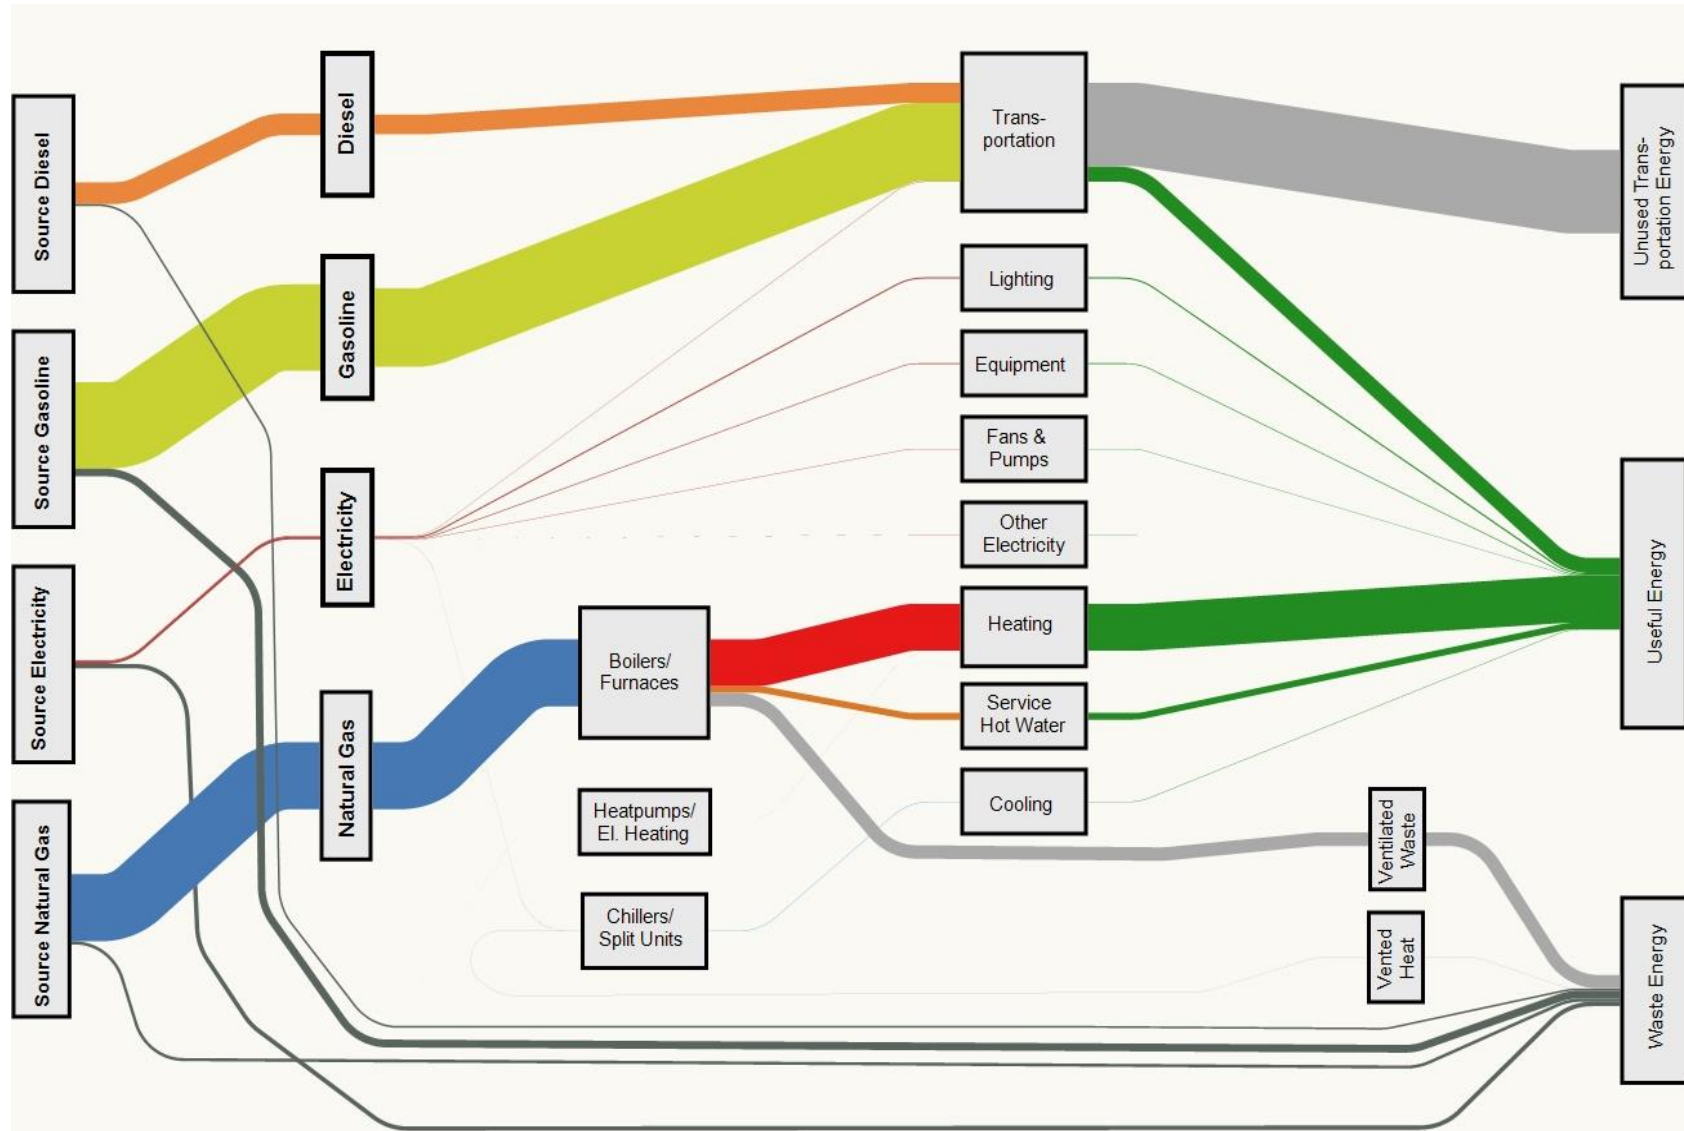 Source Diesel
Source Gasoline
Source Electricity
Source Natural Gas
Diesel
Gasoline
Electricity
Natural Gas
Boilers/
Furnaces
Heatpumps/
El. Heating
Chillers/
Split Units
Trans-
portation
Lighting
Equipment
Fans &
Pumps
Other
Electricity
Heating
Service
Hot Water
Cooling
Ventilated
Waste
Vented
Heat
Unused Trans-
portation Energy
Useful Energy
Waste Energy